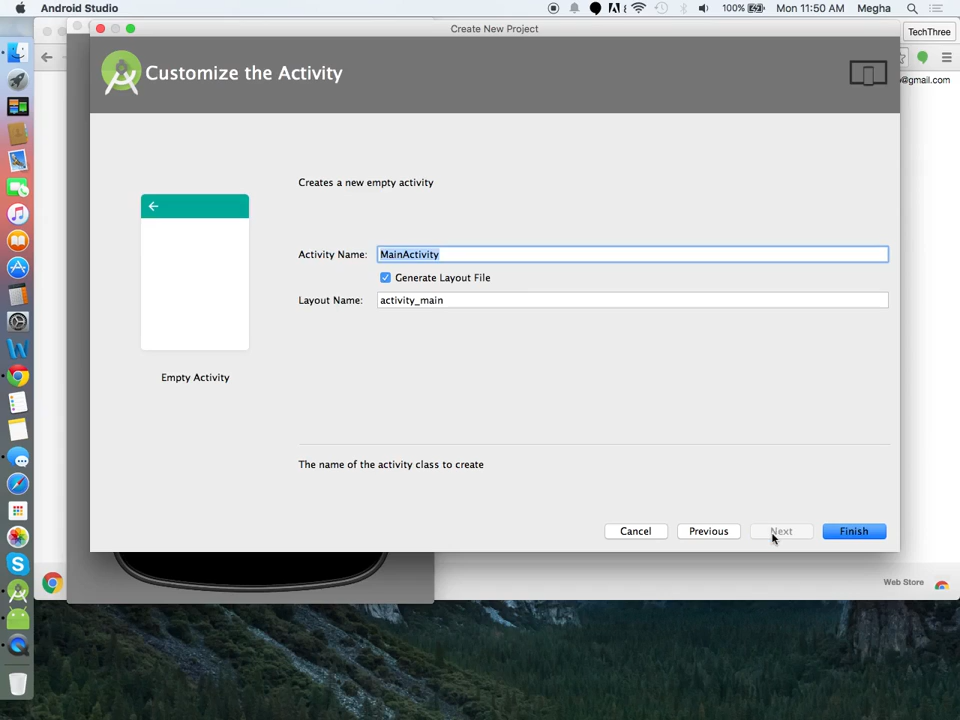 Android Studio
100%
Mon 11:50 AM
Megha
Create New Project
TechThree
Customize the Activity
@gmail.com
Creates a new empty activity
Activity Name:
MainActivity
Generate Layout File
Layout Name:
activity_main
Empty Activity
The name of the activity class to create
Cancel
Previous
Next
Finish
Web Store